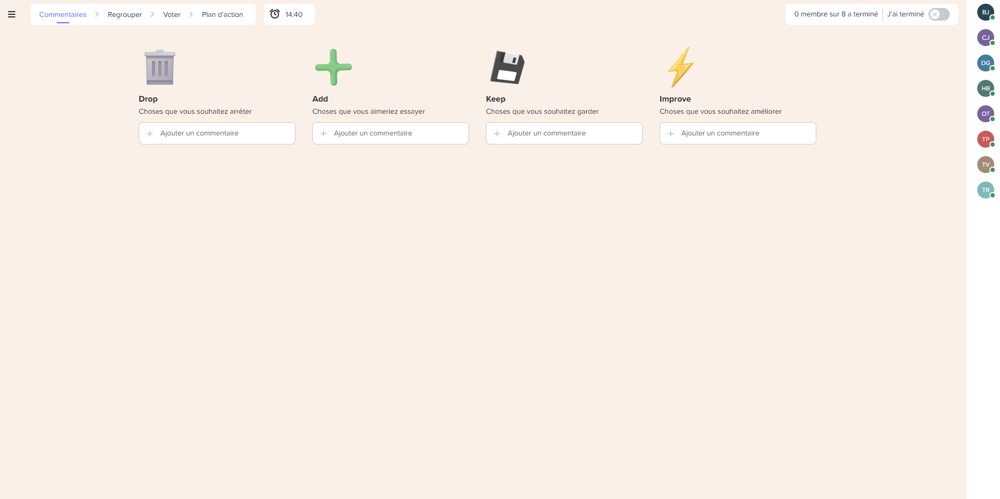 Commentaires Regrouper Voter Plan d'action 14:40 0 membre sur 8 a terminé J'ai terminé
BJ
CJ
DG
HB
OT
TP
TV
TR
Drop
Choses que vous souhaitez arrêter
Ajouter un commentaire
Add
Choses que vous aimeriez essayer
Ajouter un commentaire
Keep
Choses que vous souhaitez garder
Ajouter un commentaire
Improve
Choses que vous souhaitez améliorer
Ajouter un commentaire